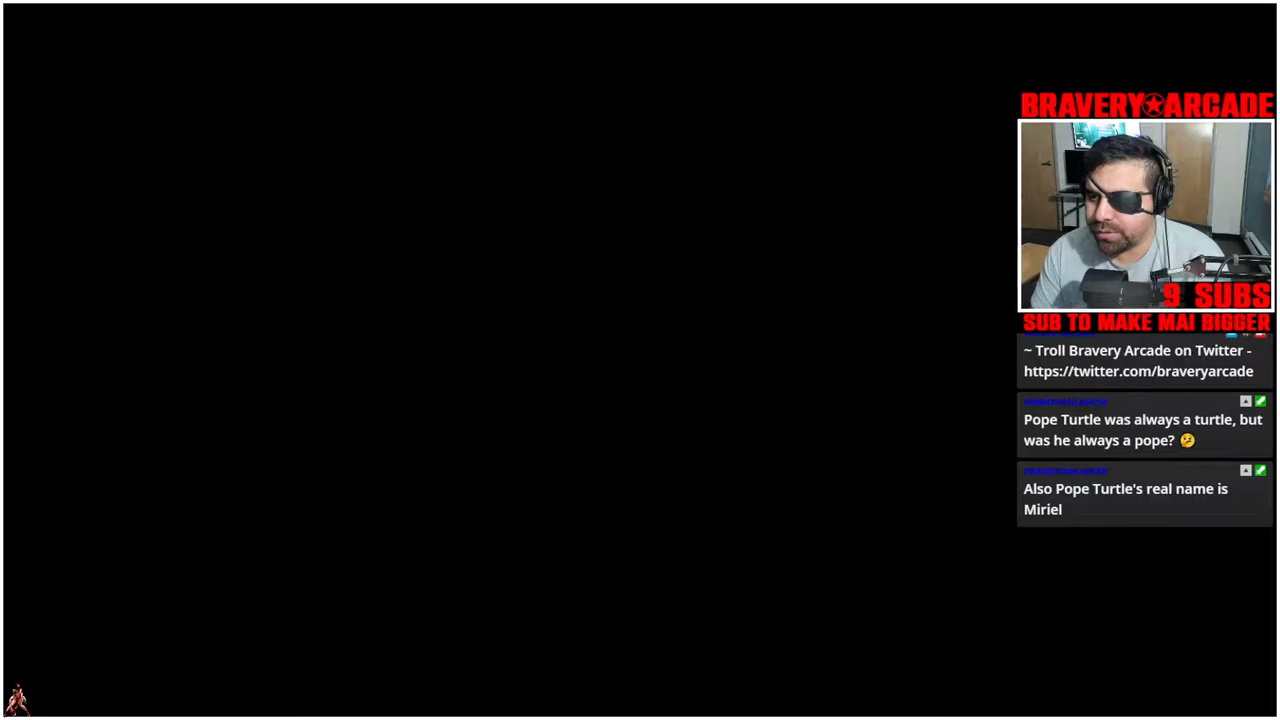 BRAVERY ARCADE
9 SUBS
SUB TO MAKE MAI BIGGER
~ Troll Bravery Arcade on Twitter -
https://twitter.com/braveryarcade
Pope Turtle was always a turtle, but
was he always a pope? 🤔
Also Pope Turtle's real name is
Miriel